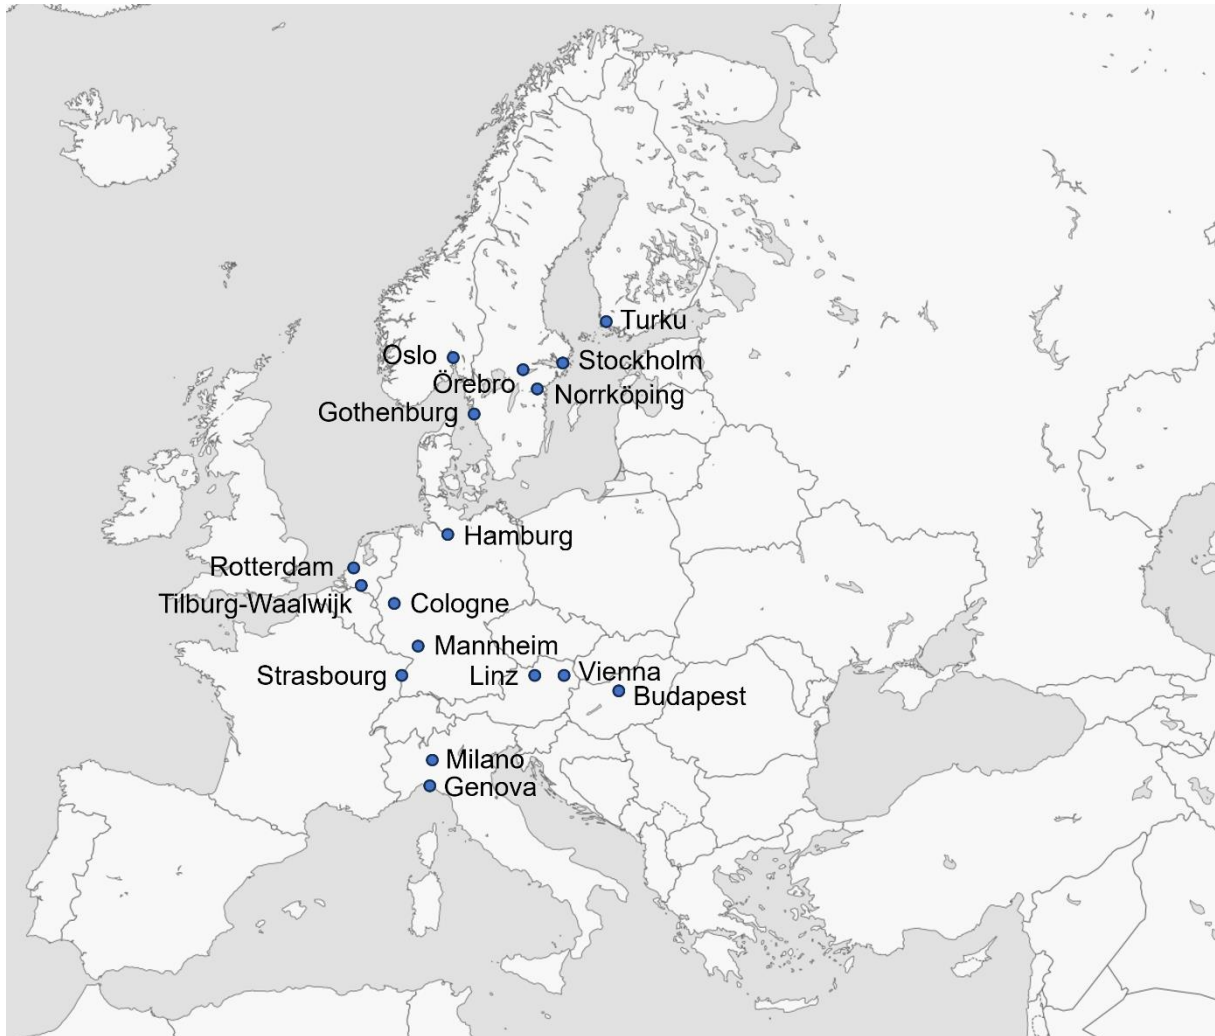 Turku
Oslo
Stockholm
Örebro
Norrköping
Gothenburg
Hamburg
Rotterdam
Tilburg-Waalwijk
Cologne
Mannheim
Strasbourg
Linz
Vienna
Budapest
Milano
Genova